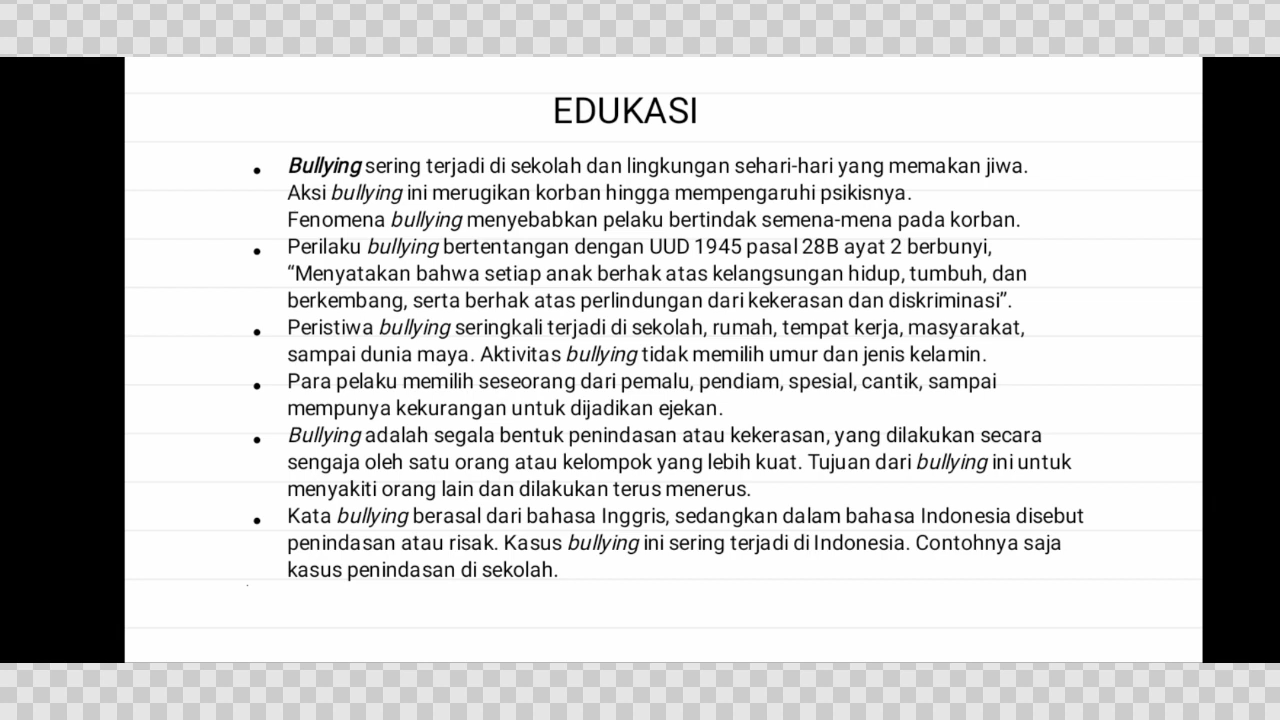 EDUKASI
• Bullying sering terjadi di sekolah dan lingkungan sehari-hari yang memakan jiwa.
Aksi bullying ini merugikan korban hingga mempengaruhi psikisnya.
Fenomena bullying menyebabkan pelaku bertindak semena-mena pada korban.
• Perilaku bullying bertentangan dengan UUD 1945 pasal 28B ayat 2 berbunyi,
“Menyatakan bahwa setiap anak berhak atas kelangsungan hidup, tumbuh, dan
berkembang, serta berhak atas perlindungan dari kekerasan dan diskriminasi”.
• Peristiwa bullying seringkali terjadi di sekolah, rumah, tempat kerja, masyarakat,
sampai dunia maya. Aktivitas bullying tidak memilih umur dan jenis kelamin.
• Para pelaku memilih seseorang dari pemalu, pendiam, spesial, cantik, sampai
mempunya kekurangan untuk dijadikan ejekan.
• Bullying adalah segala bentuk penindasan atau kekerasan, yang dilakukan secara
sengaja oleh satu orang atau kelompok yang lebih kuat. Tujuan dari bullying ini untuk
menyakiti orang lain dan dilakukan terus menerus.
• Kata bullying berasal dari bahasa Inggris, sedangkan dalam bahasa Indonesia disebut
penindasan atau risak. Kasus bullying ini sering terjadi di Indonesia. Contohnya saja
kasus penindasan di sekolah.